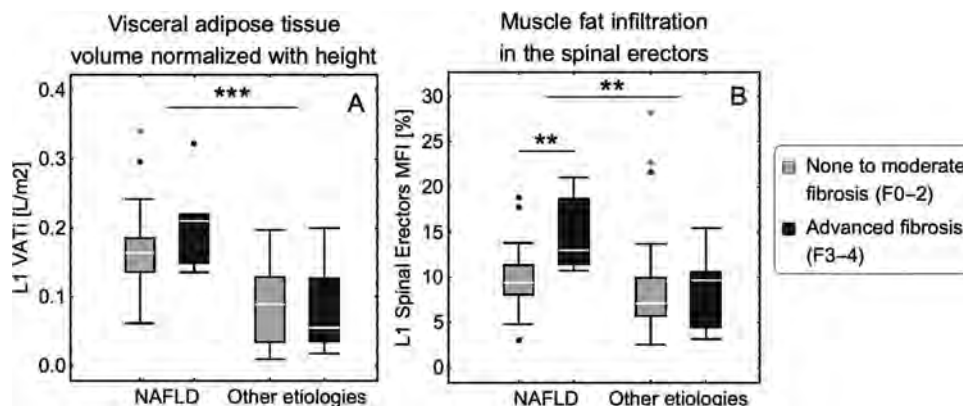 Visceral adipose tissue
volume normalized with height
Muscle fat infiltration
in the spinal erectors
0.4
0.3
0.2
0.1
0.0
L1 VATi [L/m2]
***
A
NAFLD Other etiologies
30
25
20
15
10
5
0
L1 Spinal Erectors MFI [%]
**
**
B
NAFLD Other etiologies
None to moderate
fibrosis (F0–2)
Advanced fibrosis
(F3–4)